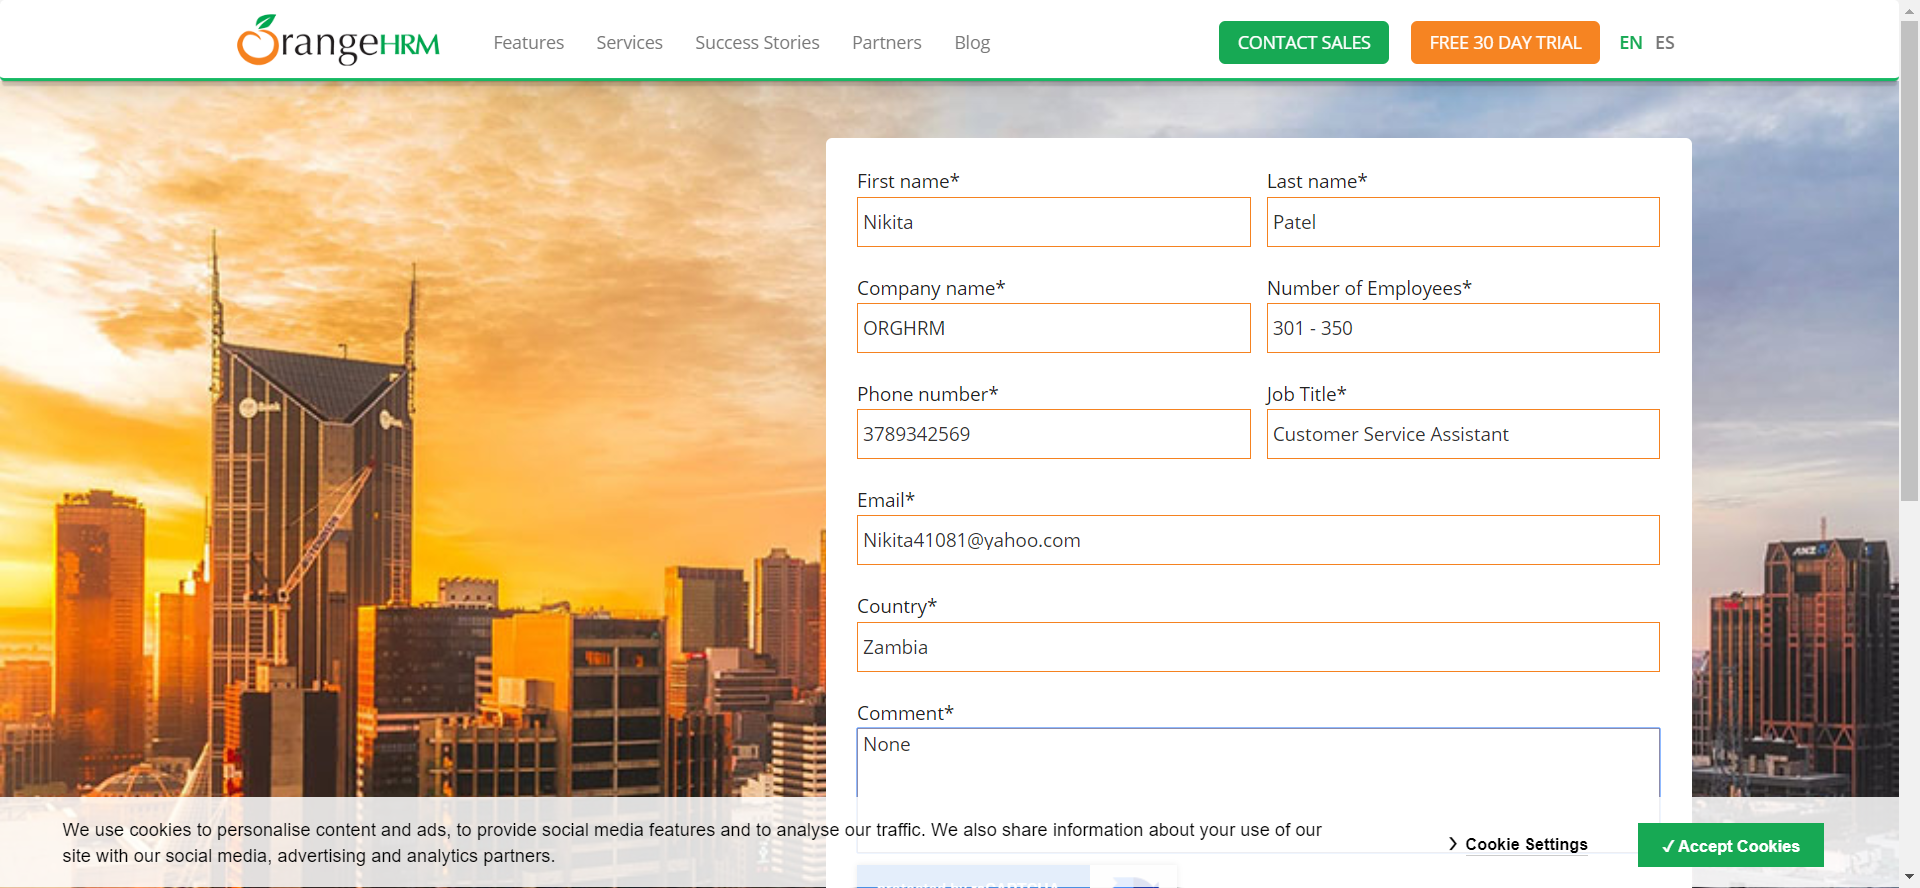 OrangeHRM
Features Services Success Stories Partners Blog
CONTACT SALES FREE 30 DAY TRIAL EN ES
First name* Last name*
Nikita Patel
Company name* Number of Employees*
ORGHRM 301 - 350
Phone number* Job Title*
3789342569 Customer Service Assistant
Email*
Nikita41081@yahoo.com
Country*
Zambia
Comment*
None
We use cookies to personalise content and ads, to provide social media features and to analyse our traffic. We also share information about your use of our
site with our social media, advertising and analytics partners.
Cookie Settings
✓ Accept Cookies